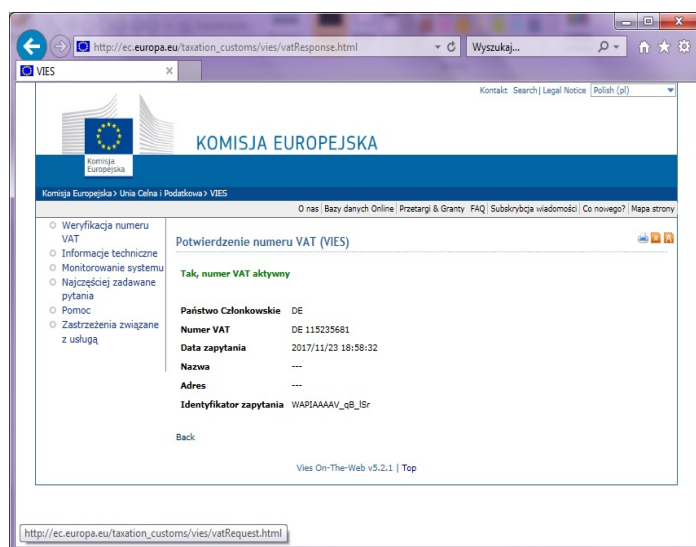 http://ec.europa.eu/taxation_customs/vies/vatResponse.html
Wyszukaj...
VIES
Kontakt Search | Legal Notice Polish (pl)
KOMISJA EUROPEJSKA
Komisja
Europejska
Komisja Europejska > Unia Celna i Podatkowa > VIES
O nas | Bazy danych Online | Przetargi & Granty FAQ | Subskrybcja wiadomości | Co nowego? | Mapa strony
Weryfikacja numeru
VAT
Informacje techniczne
Monitorowanie systemu
Najczęściej zadawane
pytania
Pomoc
Zastrzeżenia związane
z usługą
Potwierdzenie numeru VAT (VIES)
A A
Tak, numer VAT aktywny
Państwo Członkowskie DE
Numer VAT DE 115235681
Data zapytania 2017/11/23 18:58:32
Nazwa ---
Adres ---
Identyfikator zapytania WAPIAAAAV_qB_lSr
Back
Vies On-The-Web v5.2.1 | Top
http://ec.europa.eu/taxation_customs/vies/vatRequest.html